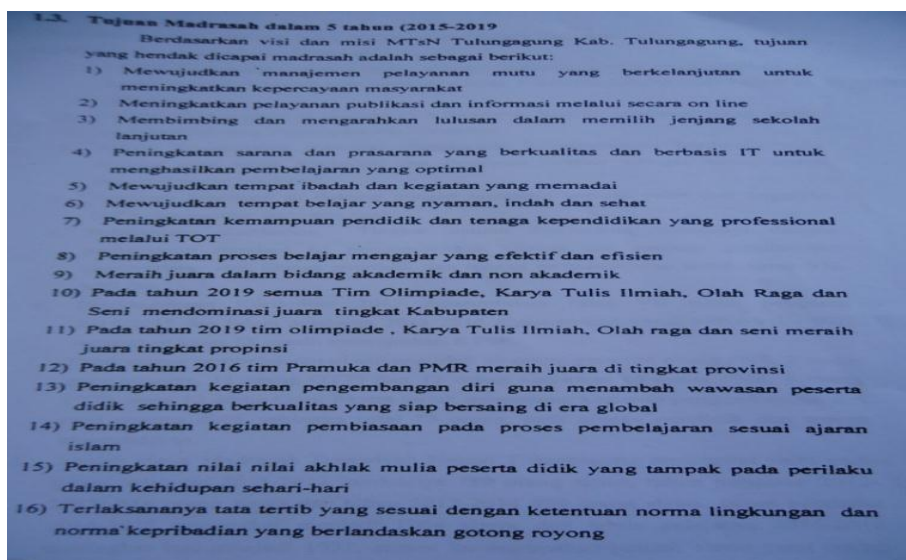 1.3. Tujuan Madrasah dalam 5 tahun (2015-2019
Berdasarkan visi dan misi MTsN Tulungagung Kab. Tulungagung, tujuan
yang hendak dicapai madrasah adalah sebagai berikut:
1) Mewujudkan `manajemen pelayanan mutu yang berkelanjutan untuk
meningkatkan kepercayaan masyarakat
2) Meningkatkan pelayanan publikasi dan informasi melalui secara on line
3) Membimbing dan mengarahkan lulusan dalam memilih jenjang sekolah
lanjutan
4) Peningkatan sarana dan prasarana yang berkualitas dan berbasis IT untuk
menghasilkan pembelajaran yang optimal
5) Mewujudkan tempat ibadah dan kegiatan yang memadai
6) Mewujudkan tempat belajar yang nyaman, indah dan sehat
7) Peningkatan kemampuan pendidik dan tenaga kependidikan yang professional
melalui TOT
8) Peningkatan proses belajar mengajar yang efektif dan efisien
9) Meraih juara dalam bidang akademik dan non akademik
10) Pada tahun 2019 semua Tim Olimpiade, Karya Tulis Ilmiah, Olah Raga dan
Seni mendominasi juara tingkat Kabupaten
11) Pada tahun 2019 tim olimpiade , Karya Tulis Ilmiah, Olah raga dan seni meraih
juara tingkat propinsi
12) Pada tahun 2016 tim Pramuka dan PMR meraih juara di tingkat provinsi
13) Peningkatan kegiatan pengembangan diri guna menambah wawasan peserta
didik sehingga berkualitas yang siap bersaing di era global
14) Peningkatan kegiatan pembiasaan pada proses pembelajaran sesuai ajaran
islam
15) Peningkatan nilai nilai akhlak mulia peserta didik yang tampak pada perilaku
dalam kehidupan sehari-hari
16) Terlaksananya tata tertib yang sesuai dengan ketentuan norma lingkungan dan
norma`kepribadian yang berlandaskan gotong royong